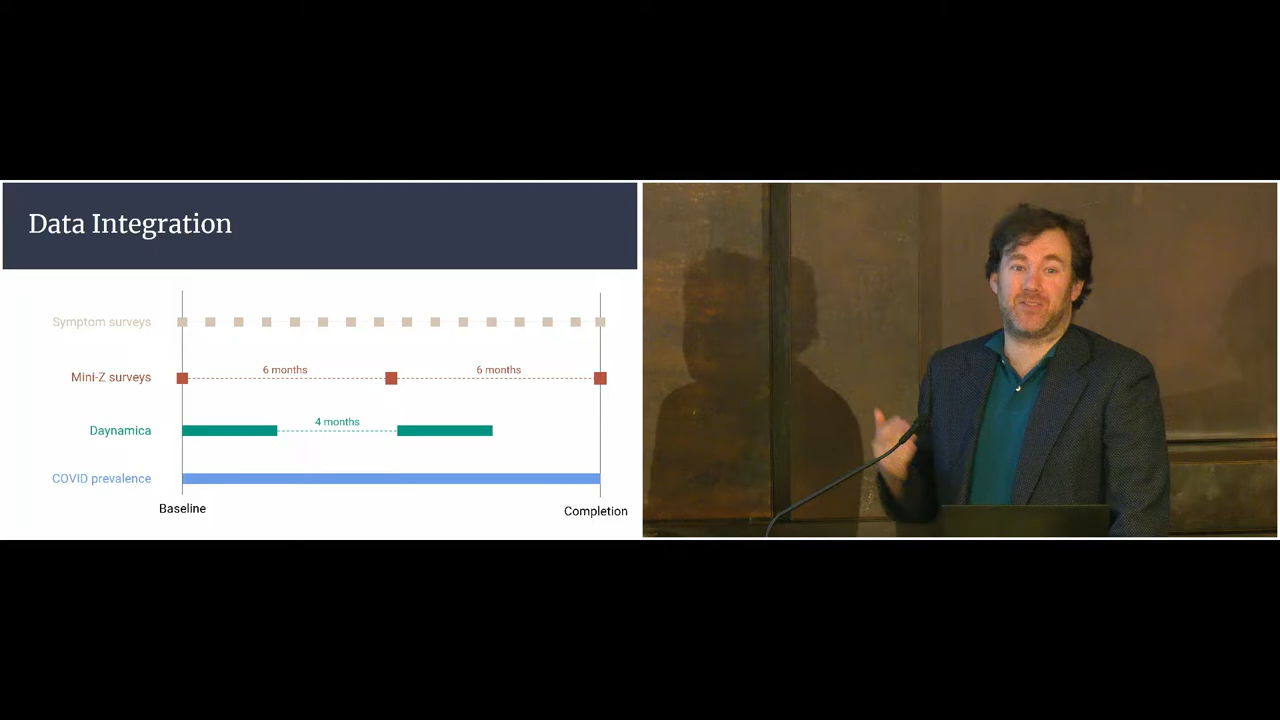 Data Integration
Symptom surveys
Mini-Z surveys
6 months
6 months
Daynamica
4 months
COVID prevalence
Baseline
Completion